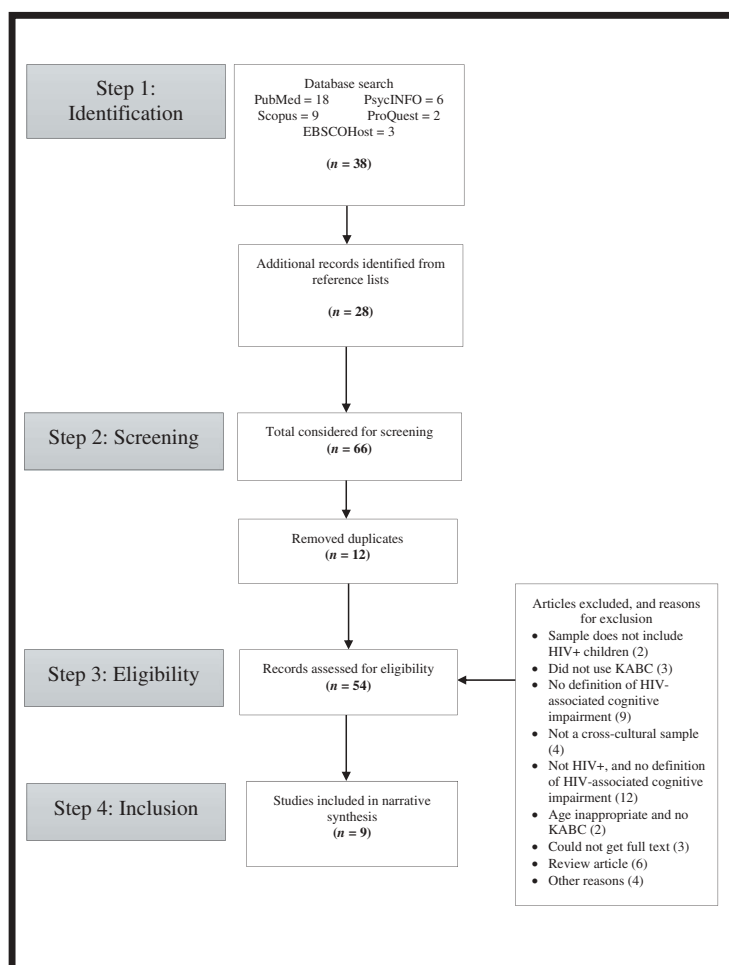 Step 1:
Identification
Database search
PubMed = 18 PsycINFO = 6
Scopus = 9 ProQuest = 2
EBSCOHost = 3
(n = 38)
Additional records identified from
reference lists
(n = 28)
Step 2: Screening
Total considered for screening
(n = 66)
Removed duplicates
(n = 12)
Step 3: Eligibility
Records assessed for eligibility
(n = 54)
Articles excluded, and reasons
for exclusion
• Sample does not include
HIV+ children (2)
• Did not use KABC (3)
• No definition of HIV-
associated cognitive
impairment (9)
• Not a cross-cultural sample
(4)
• Not HIV+, and no definition
of HIV-associated cognitive
impairment (12)
• Age inappropriate and no
KABC (2)
• Could not get full text (3)
• Review article (6)
• Other reasons (4)
Step 4: Inclusion
Studies included in narrative
synthesis
(n = 9)